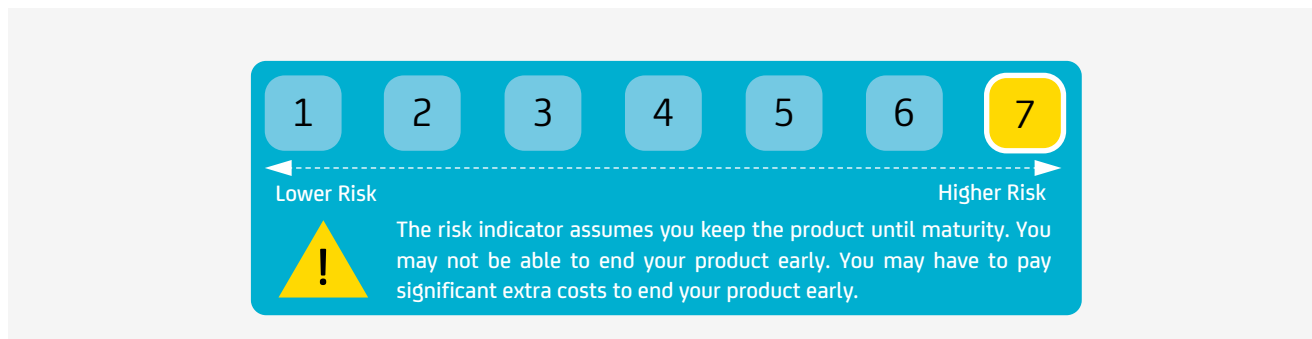 1 2 3 4 5 6 7
Lower Risk Higher Risk
The risk indicator assumes you keep the product until maturity. You
! may not be able to end your product early. You may have to pay
significant extra costs to end your product early.